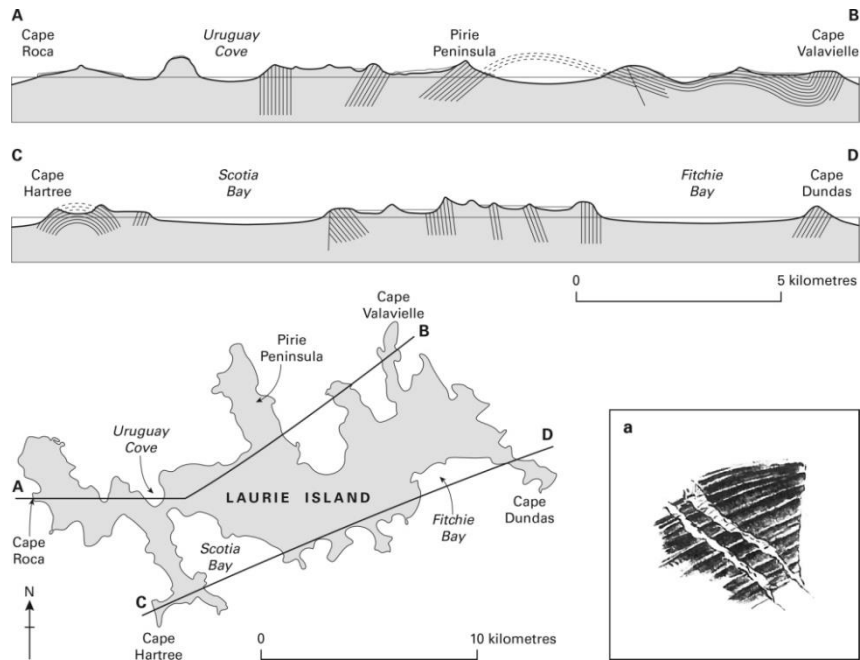 A
B
Cape
Roca
Uruguay
Cove
Pirie
Peninsula
Cape
Valavielle
C
D
Cape
Hartree
Scotia
Bay
Fitchie
Bay
Cape
Dundas
0
5 kilometres
Cape
Valavielle
B
Pirie
Peninsula
Uruguay
Cove
D
A
LAURIE ISLAND
Cape
Roca
Scotia
Bay
Fitchie
Bay
Cape
Dundas
N
C
Cape
Hartree
0
10 kilometres
a